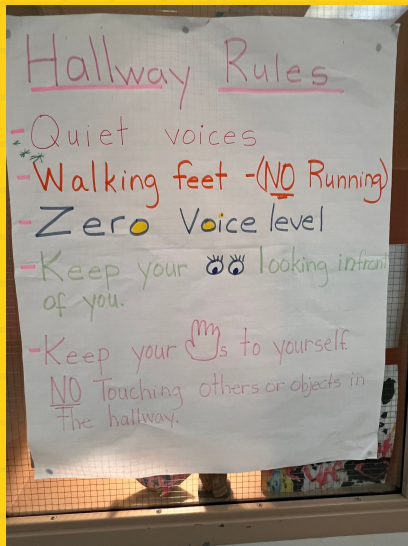 Hallway Rules
- Quiet voices
- Walking feet - (NO Running)
- Zero Voice level
- Keep your looking infront
of you.
- Keep your s to yourself.
NO Touching others or objects in
The hallway.